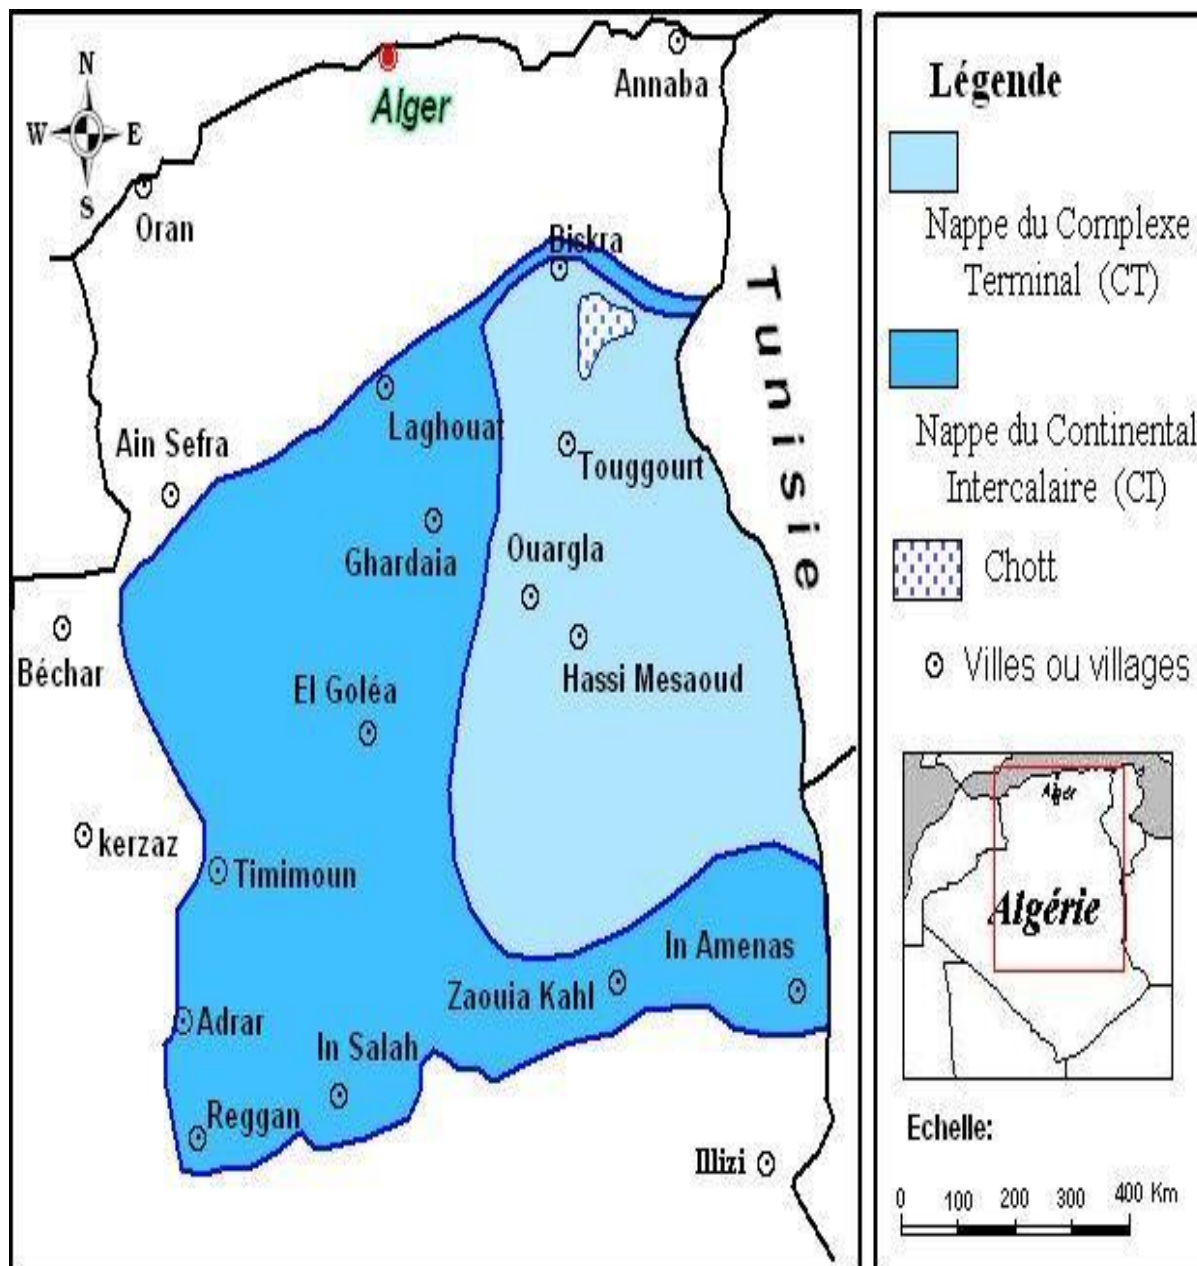 N
W E
S
Alger
Annaba
Oran
Biskra
Tunisie
Laghouat
Ain Sefra
Touggourt
Ghardaia
Ouargla
Béchar
Hassi Mesaoud
El Goléa
kerzaz
Timimoun
In Amenas
Zaouia Kahl
Adrar
In Salah
Reggan
Illizi
Légende
Nappe du Complexe
Terminal (CT)
Nappe du Continental
Intercalaire (CI)
Chott
Villes ou villages
Alger
Algérie
Echelle:
0 100 200 300 400 Km